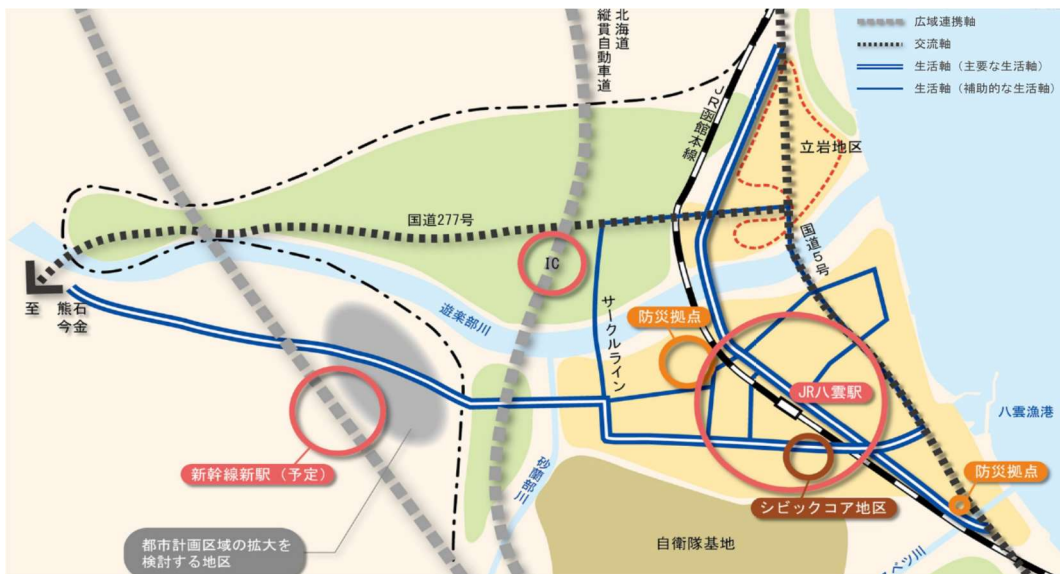 広域連携軸
交流軸
生活軸（主要な生活軸）
生活軸（補助的な生活軸）
北海道
縦貫自動車道
JR函館本線
立岩地区
国道277号
国道5号
IC
至 熊石
今金
遊楽部川
サークルライン
防災拠点
JR八雲駅
八雲漁港
新幹線新駅（予定）
砂蘭部川
防災拠点
シビックコア地区
自衛隊基地
都市計画区域の拡大を
検討する地区
ベツ川